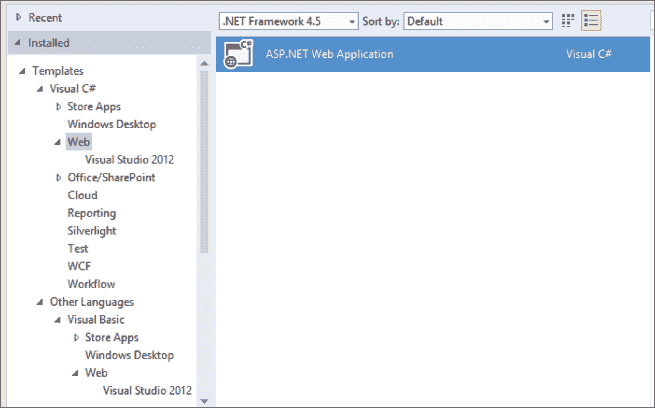 Recent
.NET Framework 4.5 Sort by: Default
Installed
ASP.NET Web Application Visual C#
Templates
Visual C#
Store Apps
Windows Desktop
Web
Visual Studio 2012
Office/SharePoint
Cloud
Reporting
Silverlight
Test
WCF
Workflow
Other Languages
Visual Basic
Store Apps
Windows Desktop
Web
Visual Studio 2012